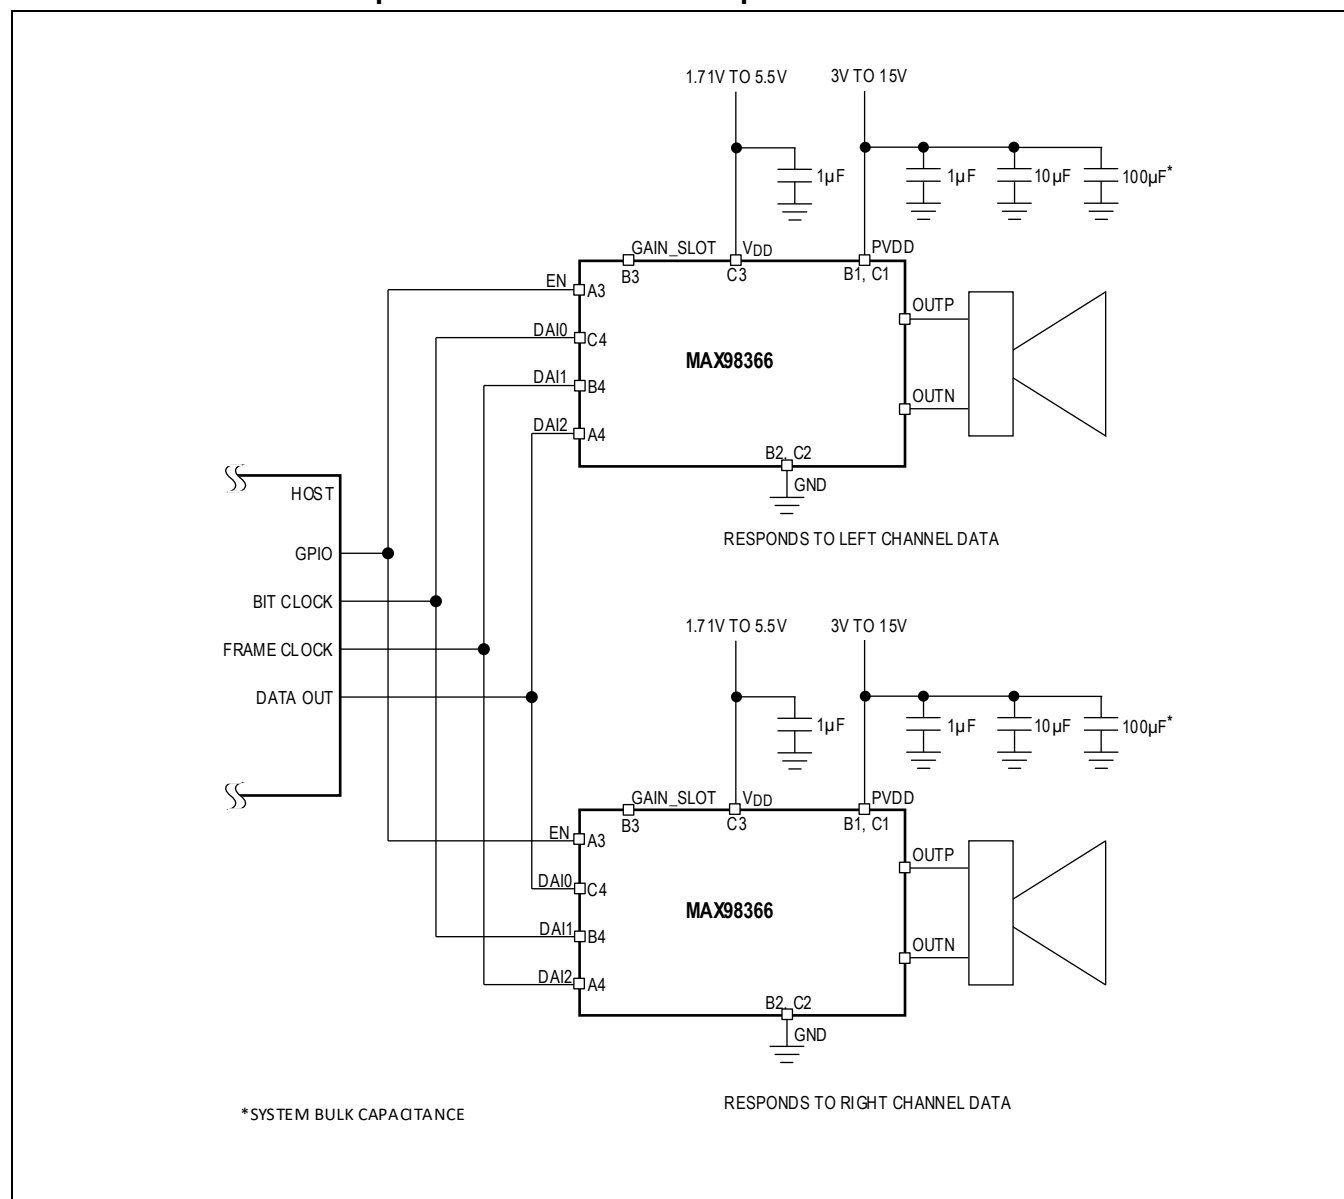 1.71V TO 5.5V
3V TO 15V
1µF
1µF
10µF
100µF*
GAIN_SLOT
VDD
PVDD
B3
C3
B1, C1
EN
A3
DAI0
C4
DAI1
B4
DAI2
A4
MAX98366
OUTP
OUTN
B2, C2
GND
RESPONDS TO LEFT CHANNEL DATA
HOST
GPIO
BIT CLOCK
FRAME CLOCK
DATA OUT
1.71V TO 5.5V
3V TO 15V
1µF
1µF
10µF
100µF*
GAIN_SLOT
VDD
PVDD
B3
C3
B1, C1
EN
A3
DAI0
C4
DAI1
B4
DAI2
A4
MAX98366
OUTP
OUTN
B2, C2
GND
RESPONDS TO RIGHT CHANNEL DATA
*SYSTEM BULK CAPACITANCE